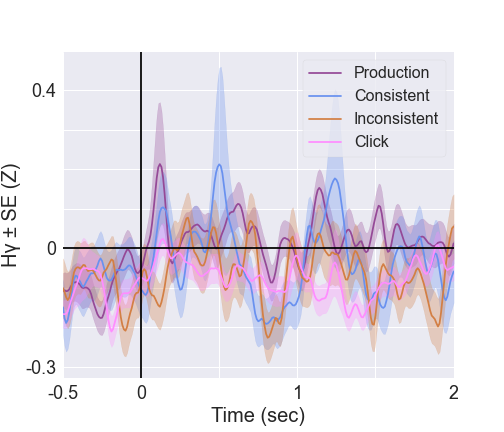 Production
Consistent
Inconsistent
Click
0.4
0
-0.3
Hγ ± SE (Z)
-0.5
0
1
2
Time (sec)